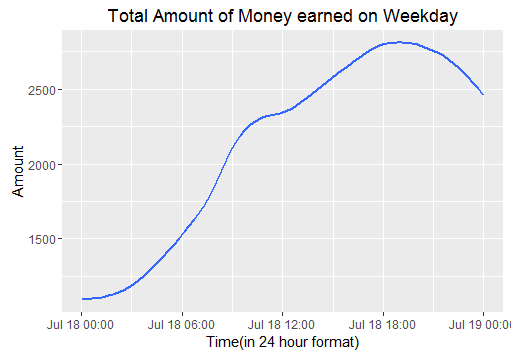 Total Amount of Money earned on Weekday
2500
2000
1500
Amount
Jul 18 00:00
Jul 18 06:00
Jul 18 12:00
Jul 18 18:00
Jul 19 00:00
Time(in 24 hour format)